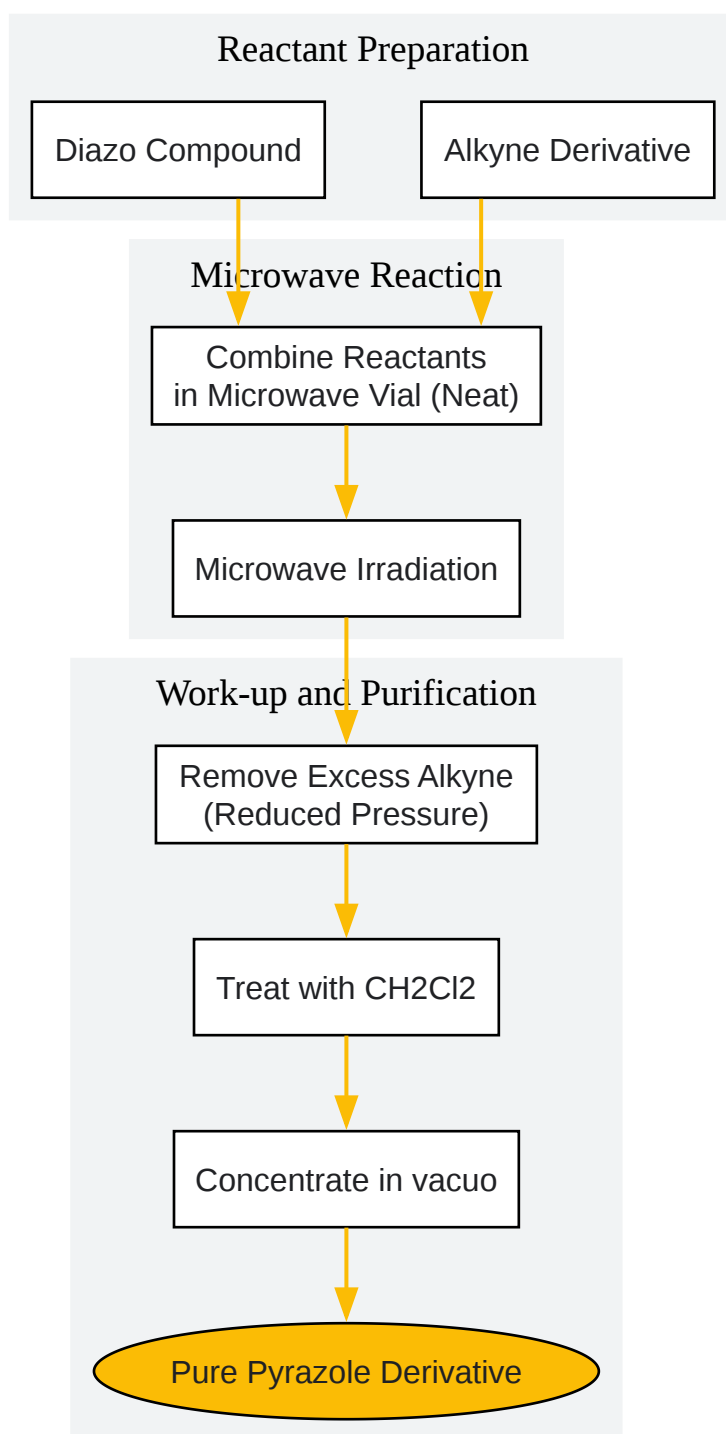 Reactant Preparation
Diazo Compound
Alkyne Derivative
Microwave Reaction
Combine Reactants
in Microwave Vial (Neat)
Microwave Irradiation
Work-up and Purification
Remove Excess Alkyne
(Reduced Pressure)
Treat with CH2Cl2
Concentrate in vacuo
Pure Pyrazole Derivative